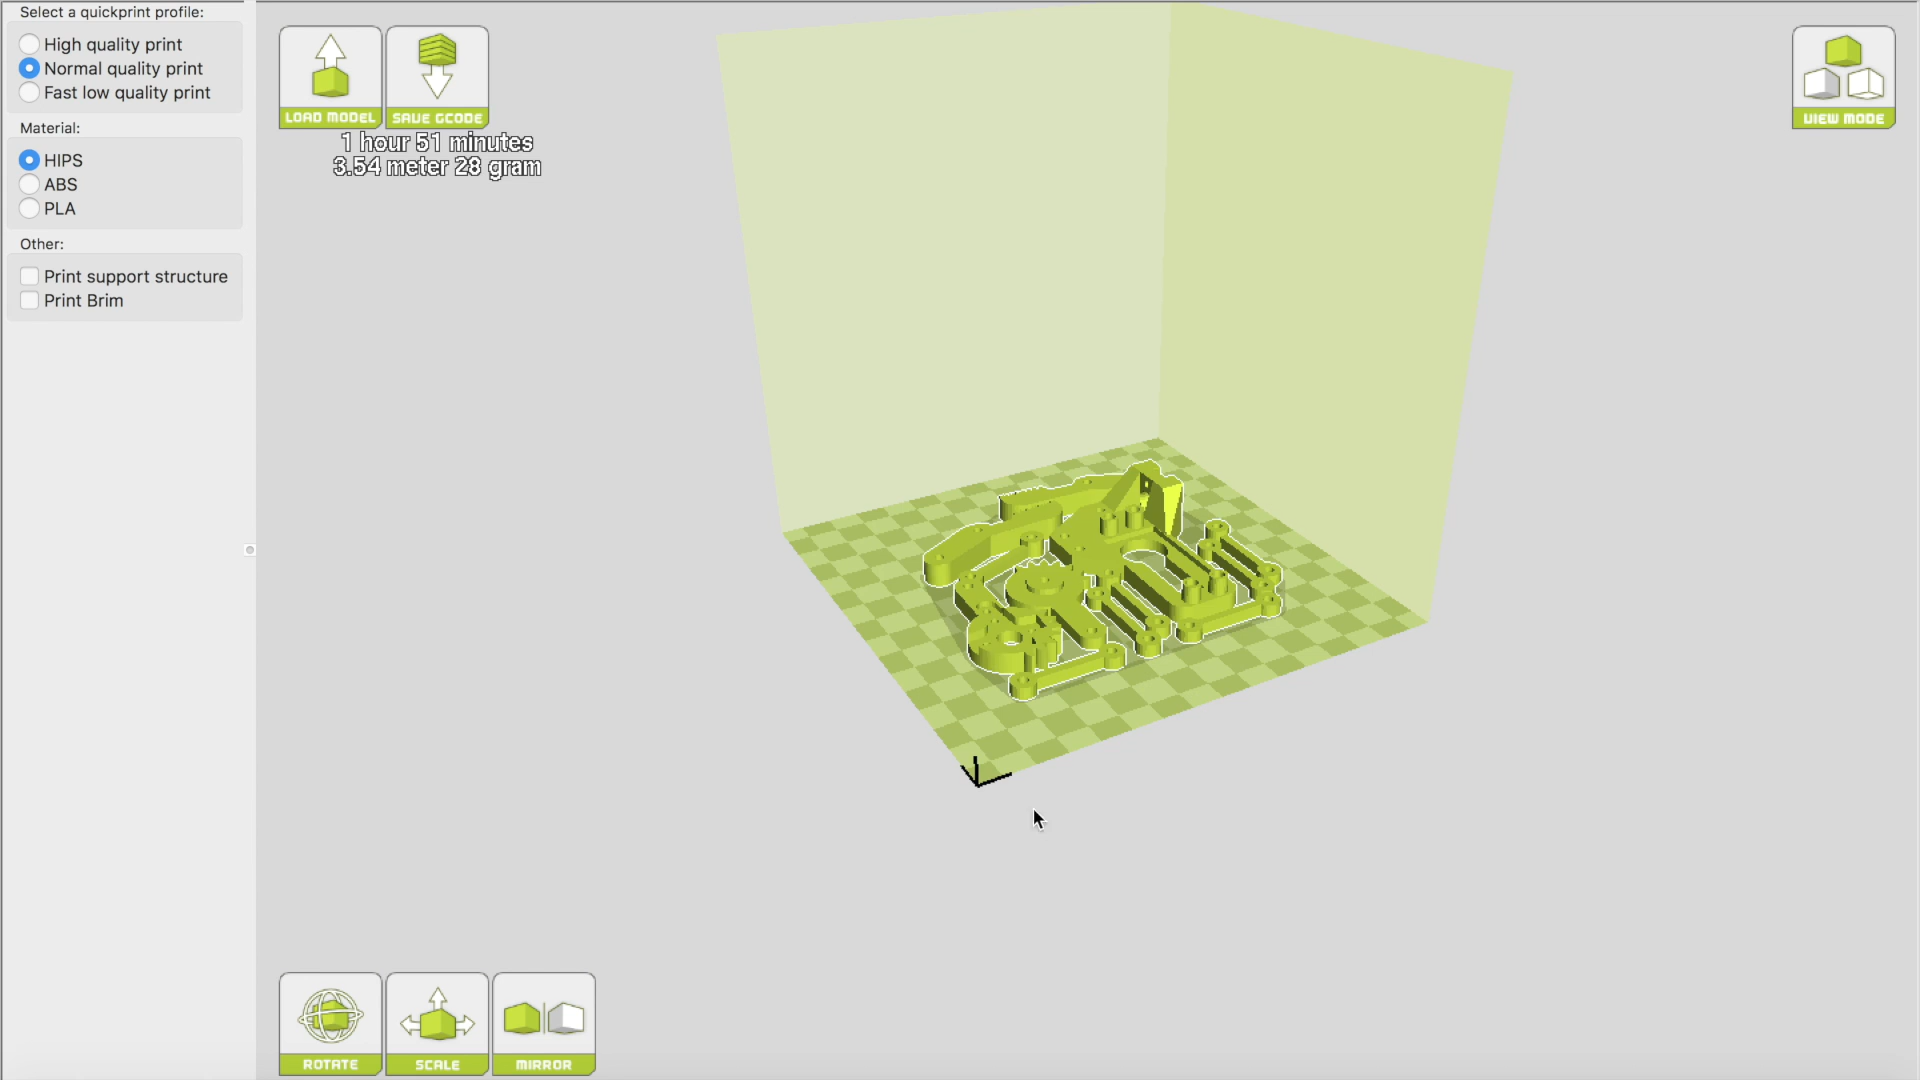 Select a quickprint profile:
High quality print
Normal quality print
Fast low quality print
Material:
HIPS
ABS
PLA
Other:
Print support structure
Print Brim
LOAD MODEL
SAVE GCODE
1 hour 51 minutes
3.54 meter 28 gram
VIEW MODE
ROTATE
SCALE
MIRROR